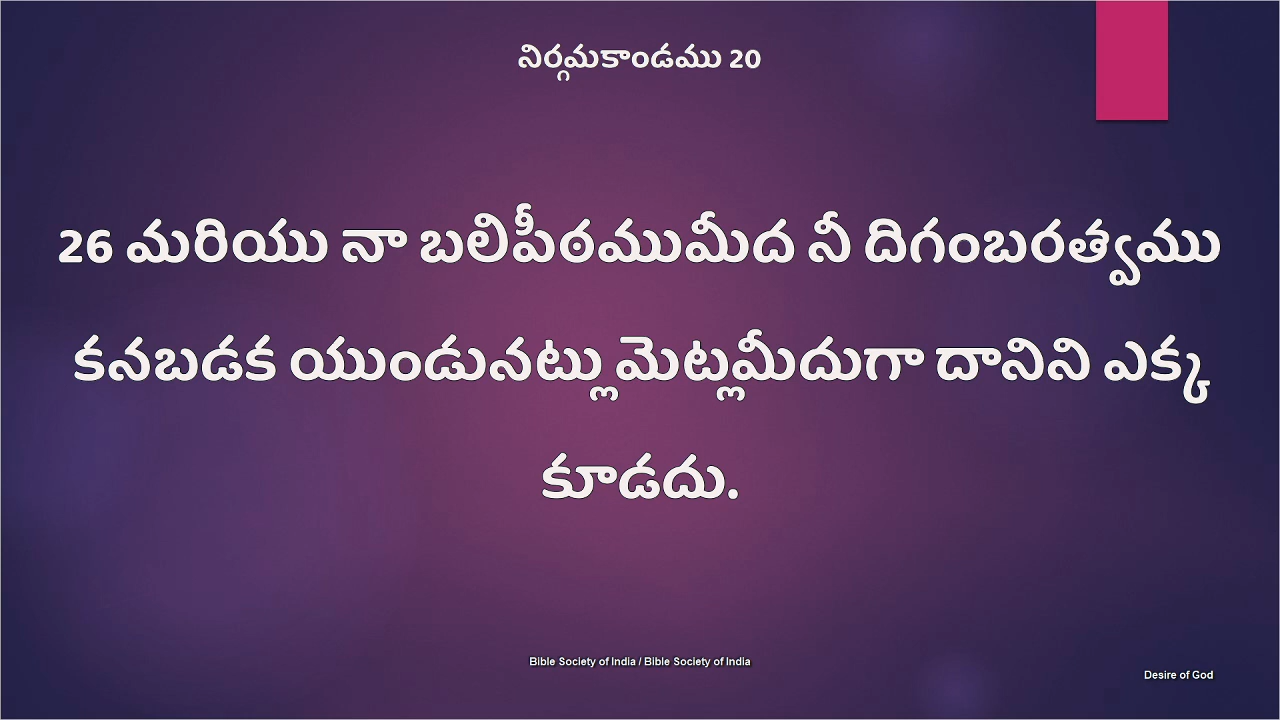 నిర్గమకాండము 20
26 మరియు నా బలిపీఠముమీద నీ దిగంబరత్వము
కనబడక యుండునట్లు మెట్లమీదుగా దానిని ఎక్క
కూడదు.
Bible Society of India / Bible Society of India
Desire of God